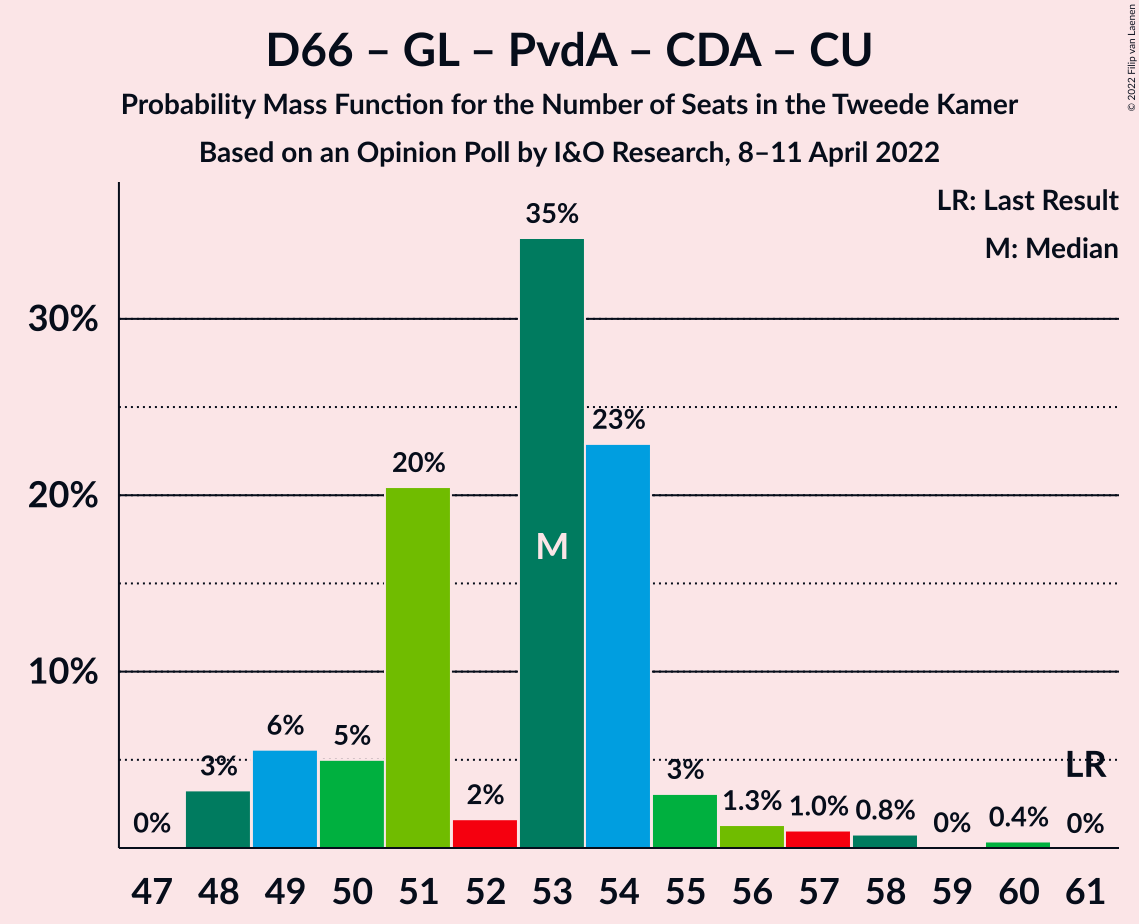 D66 – GL – PvdA – CDA – CU
Probability Mass Function for the Number of Seats in the Tweede Kamer
Based on an Opinion Poll by I&O Research, 8–11 April 2022
© 2022 Filip van Laenen
LR: Last Result
M: Median
30%
20%
10%
0%
3%
6%
5%
20%
2%
35%
M
23%
3%
1.3%
1.0%
0.8%
0%
0.4%
LR
0%
47 48 49 50 51 52 53 54 55 56 57 58 59 60 61